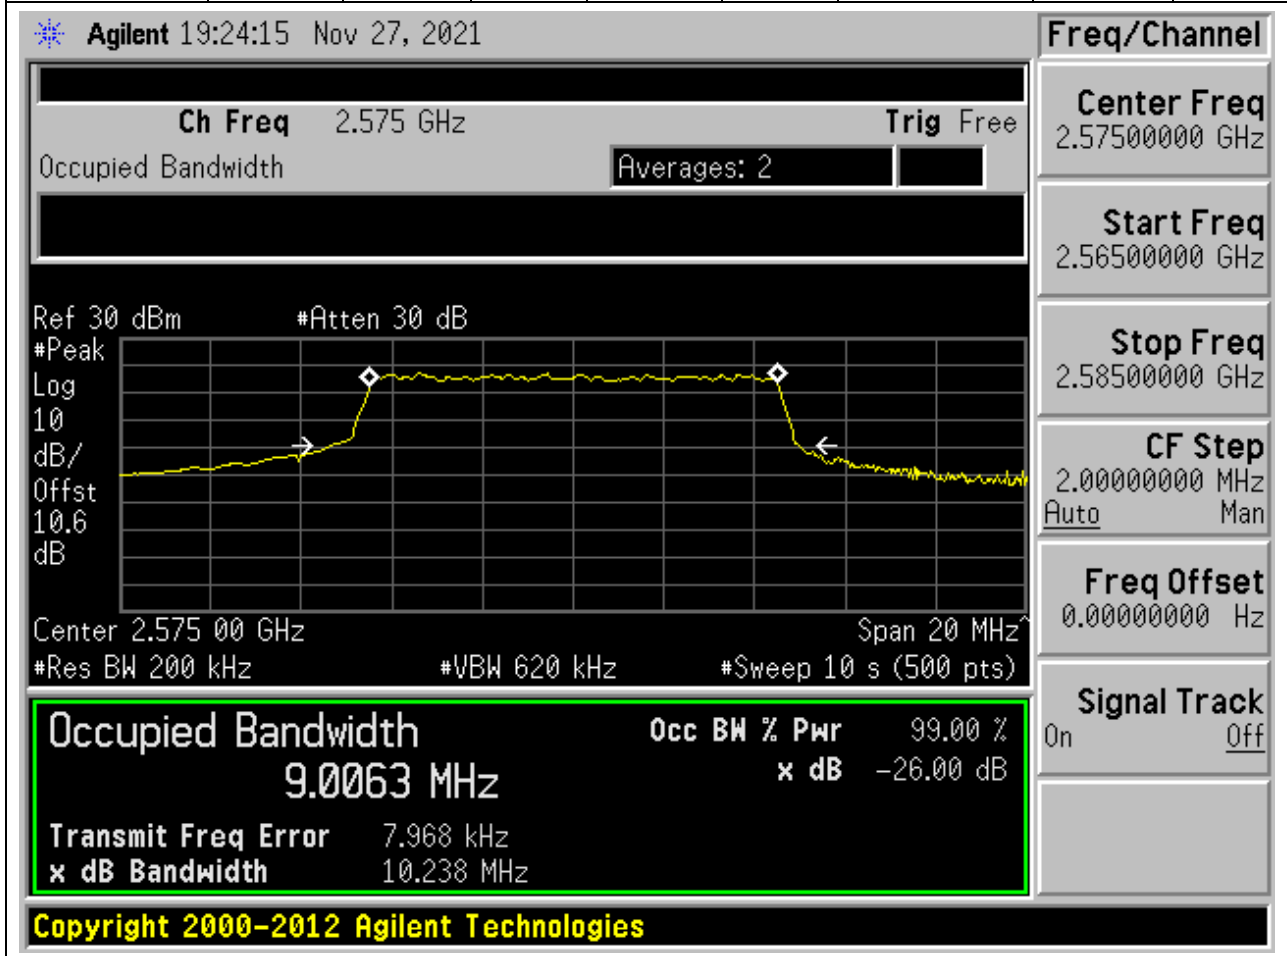 Agilent 19:24:15 Nov 27, 2021
Freq/Channel
Ch Freq 2.575 GHz Trig Free
Occupied Bandwidth Averages: 2
Center Freq
2.57500000 GHz
Start Freq
2.56500000 GHz
Stop Freq
2.58500000 GHz
CF Step
2.00000000 MHz
Auto Man
Freq Offset
0.00000000 Hz
Signal Track
On Off
Ref 30 dBm #Atten 30 dB
#Peak
Log
10
dB/
Offst
10.6
dB
Center 2.575 00 GHz Span 20 MHz^
#Res BW 200 kHz #VBW 620 kHz #Sweep 10 s (500 pts)
Occupied Bandwidth Occ BW % Pwr 99.00 %
9.0063 MHz x dB -26.00 dB
Transmit Freq Error 7.968 kHz
x dB Bandwidth 10.238 MHz
Copyright 2000-2012 Agilent Technologies